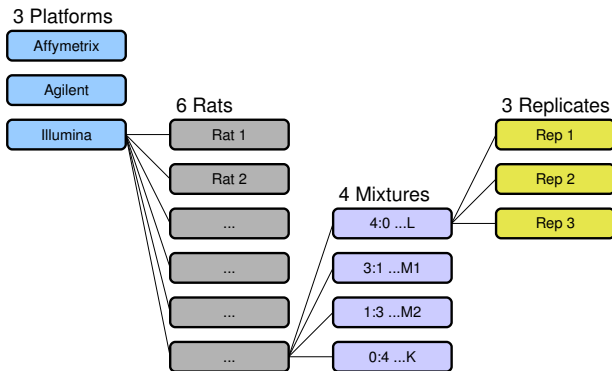 3 Platforms
Affymetrix
Agilent
Illumina
6 Rats
Rat 1
Rat 2
...
...
...
...
4 Mixtures
4:0 ...L
3:1 ...M1
1:3 ...M2
0:4 ...K
3 Replicates
Rep 1
Rep 2
Rep 3